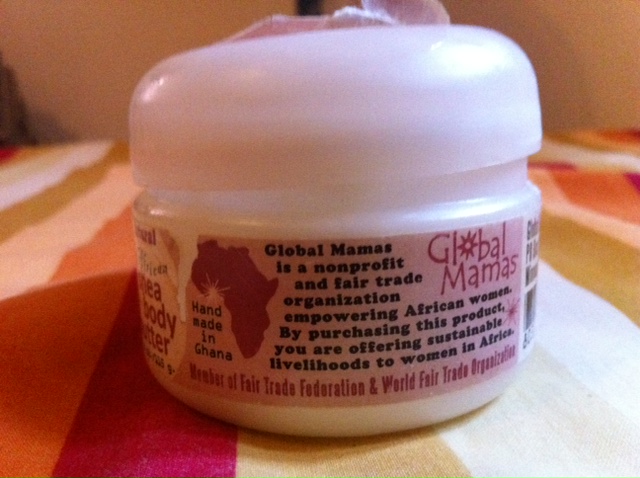 African
body
Hand
made
in
Ghana
Global Mamas
is a nonprofit
and fair trade
organization
empowering African women.
By purchasing this product,
you are offering sustainable
livelihoods to women in Africa.
Member of Fair Trade Federation & World Fair Trade Organization
Global
Mamas